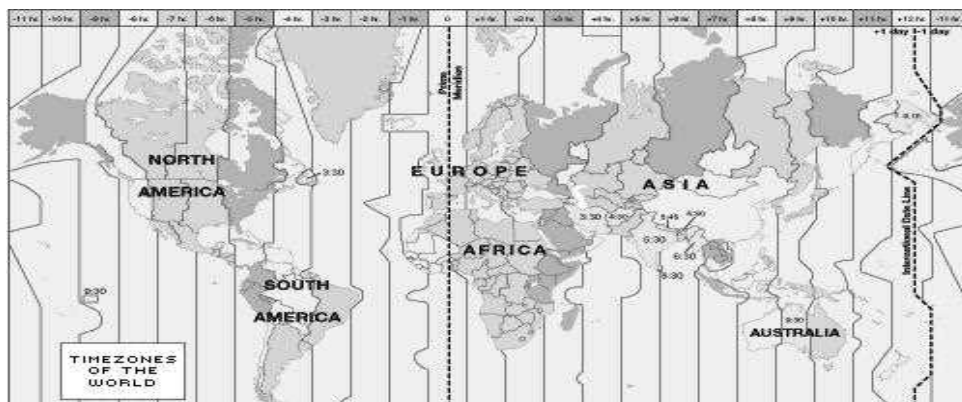 -11 hr. -10 hr. -9 hr. -8 hr. -7 hr. -6 hr. -5 hr. -4 hr. -3 hr. -2 hr. -1 hr. 0 +1 hr. +2 hr. +3 hr. +4 hr. +5 hr. +6 hr. +7 hr. +8 hr. +9 hr. +10 hr. +11 hr. +12 hr. -11 hr.
+1 day -1 day
Prime
Meridian
NORTH
AMERICA
3:30
EUROPE
ASIA
3:30
4:30
5:45
5:30
6:30
5:30
AFRICA
International Date Line
SOUTH
AMERICA
9:30
9:30
AUSTRALIA
TIMEZONES
OF THE
WORLD